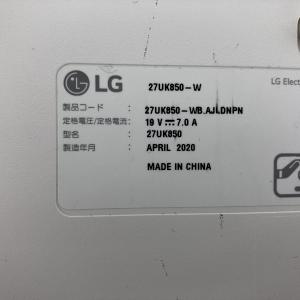 LG 27UK850-W LG Elect
製品コード : 27UK850-WB.AJLDNPN
定格電圧/定格電流: 19 V ⎓ 7.0 A
型名 : 27UK850
製造年月 : APRIL 2020
MADE IN CHINA